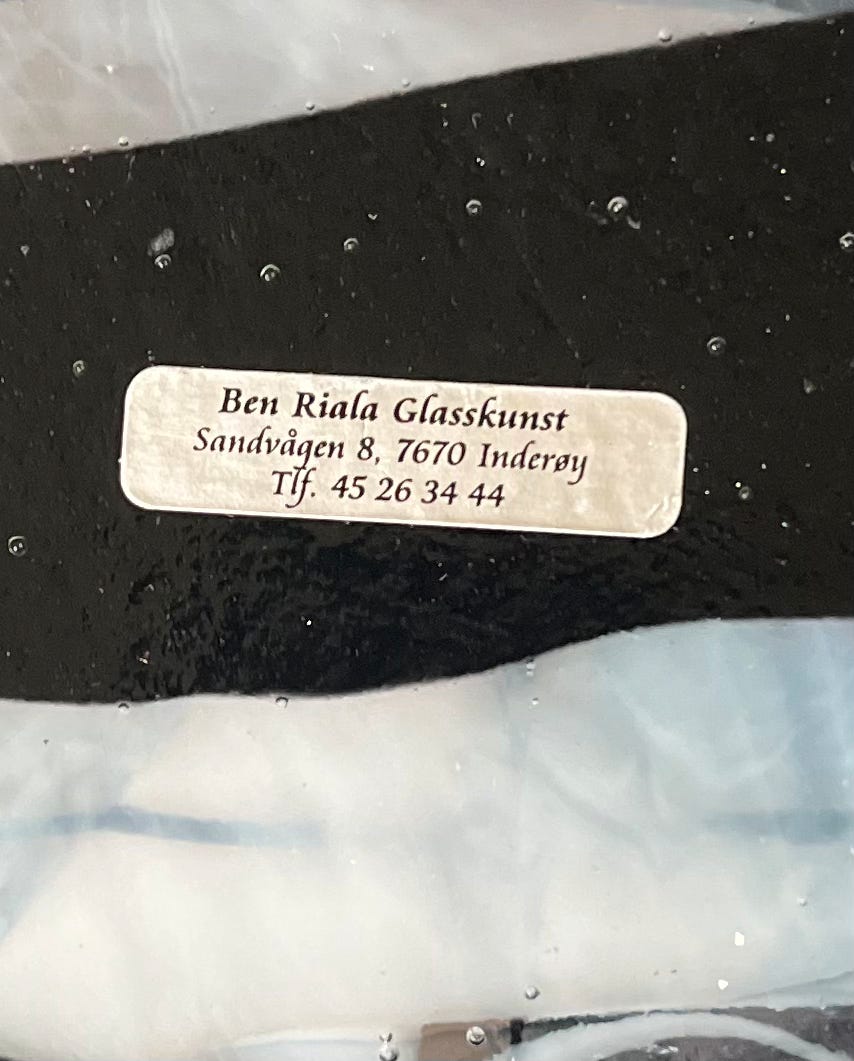 Ben Riala Glasskunst
Sandvågen 8, 7670 Inderøy
Tlf. 45 26 34 44